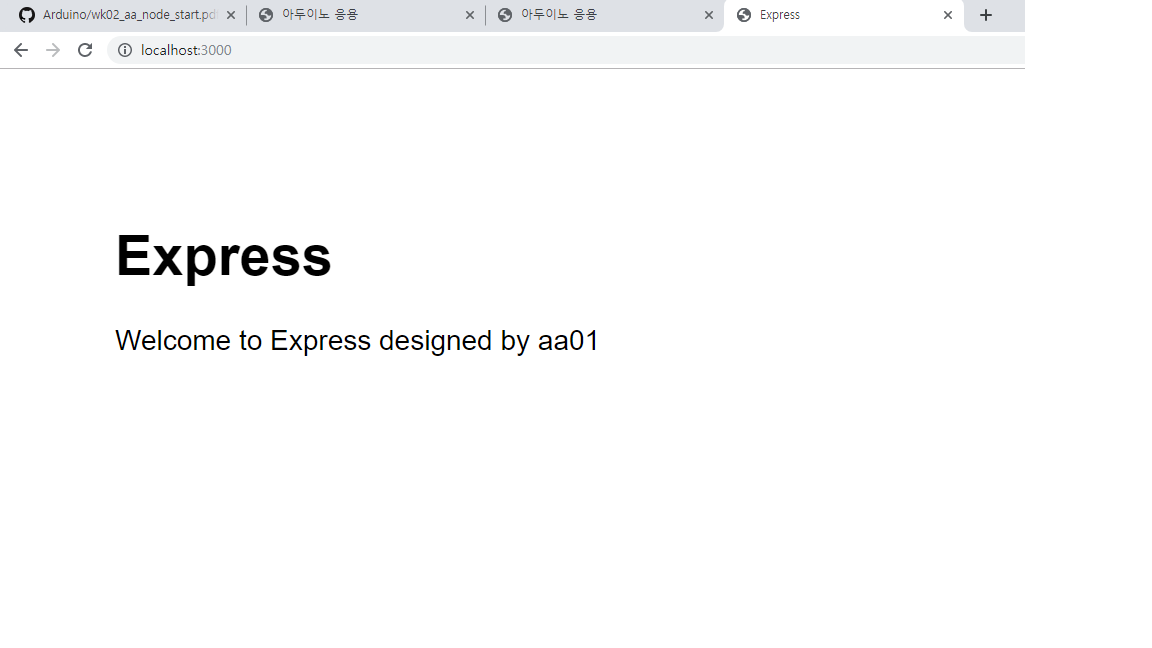 Arduino/wk02_aa_node_start.pd
아두이노 응용
아두이노 응용
Express
localhost:3000
Express
Welcome to Express designed by aa01